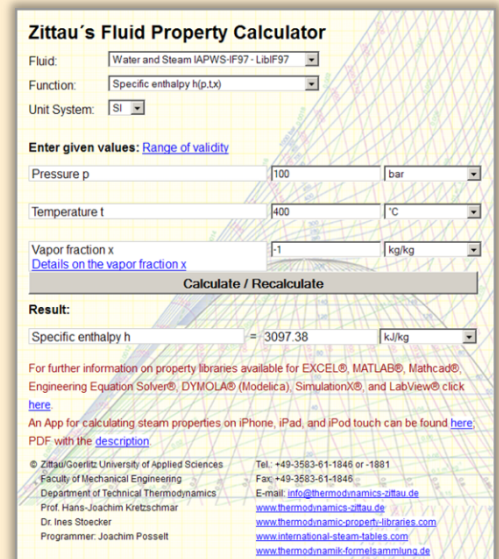 Zittau´s Fluid Property Calculator
Fluid: Water and Steam IAPWS-IF97 - LibIF97
Function: Specific enthalpy h(p,t,x)
Unit System: SI
Enter given values: Range of validity
Pressure p 100 bar
Temperature t 400 °C
Vapor fraction x -1 kg/kg
Details on the vapor fraction x
Calculate / Recalculate
Result:
Specific enthalpy h = 3097.38 kJ/kg
For further information on property libraries available for EXCEL®, MATLAB®, Mathcad®,
Engineering Equation Solver®, DYMOLA® (Modelica), SimulationX®, and LabView® click
here.
An App for calculating steam properties on iPhone, iPad, and iPod touch can be found here;
PDF with the description.
© Zittau/Goerlitz University of Applied Sciences Tel.: +49-3583-61-1846 or -1881
Faculty of Mechanical Engineering Fax: +49-3583-61-1846
Department of Technical Thermodynamics E-mail: info@thermodynamics-zittau.de
Prof. Hans-Joachim Kretzschmar www.thermodynamics-zittau.de
Dr. Ines Stoecker www.thermodynamic-property-libraries.com
Programmer: Joachim Posselt www.international-steam-tables.com
www.thermodynamik-formelsammlung.de